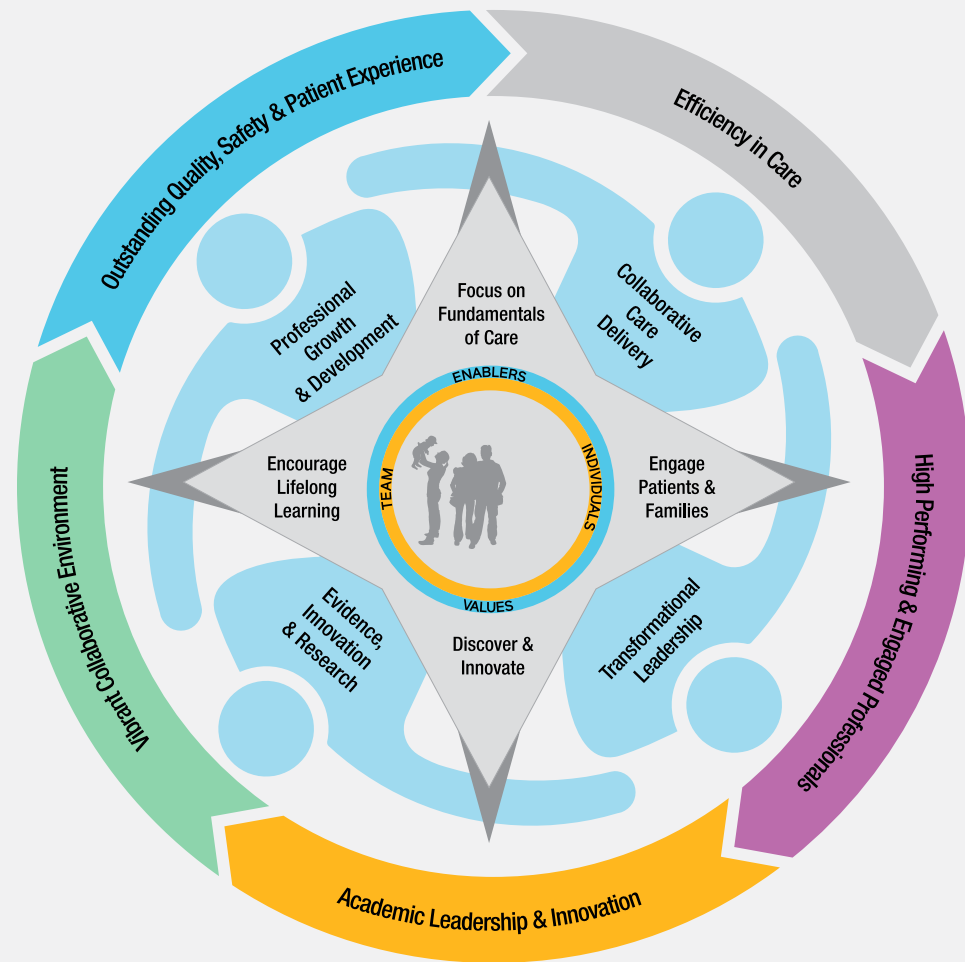 Outstanding Quality, Safety & Patient Experience
Efficiency in Care
High Performing & Engaged Professionals
Academic Leadership & Innovation
Vibrant Collaborative Environment
Professional
Growth
& Development
Collaborative
Care
Delivery
Transformational
Leadership
Evidence,
Innovation
& Research
Focus on
Fundamentals
of Care
Engage
Patients &
Families
Discover &
Innovate
Encourage
Lifelong
Learning
ENABLERS
INDIVIDUALS
VALUES
TEAM